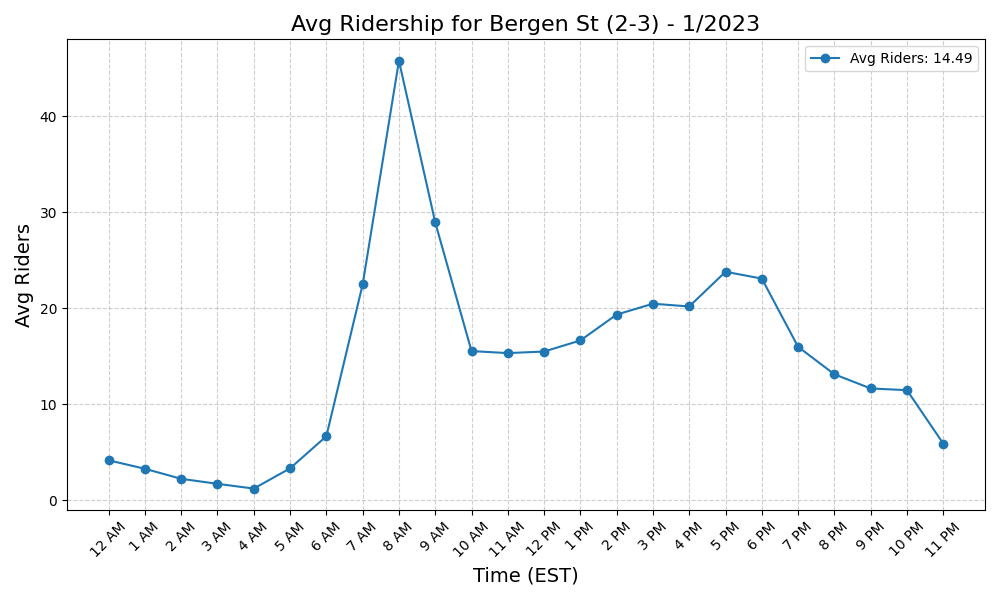 Avg Ridership for Bergen St (2-3) - 1/2023
Avg Riders: 14.49
Avg Riders
40
30
20
10
0
12 AM
1 AM
2 AM
3 AM
4 AM
5 AM
6 AM
7 AM
8 AM
9 AM
10 AM
11 AM
12 PM
1 PM
2 PM
3 PM
4 PM
5 PM
6 PM
7 PM
8 PM
9 PM
10 PM
11 PM
Time (EST)